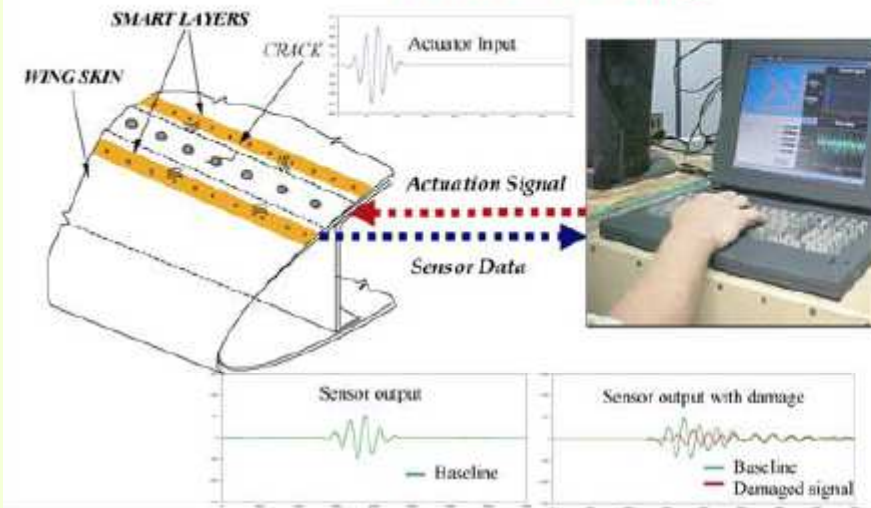 SMART LAYERS
CRACK
WING SKIN
Actuator Input
Actuation Signal
Sensor Data
Sensor output
Baseline
Sensor output with damage
Baseline
Damaged signal